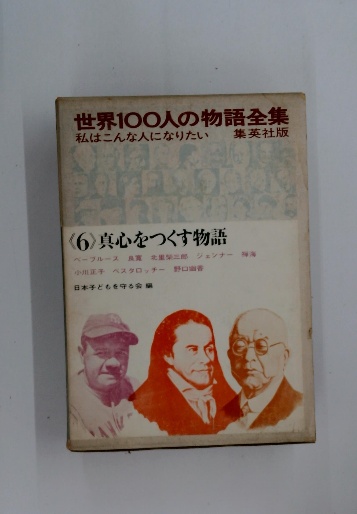 世界100人の物語全集
私はこんな人になりたい 集英社版
《6》真心をつくす物語
ベーブルース 良寛 北里柴三郎 ジェンナー 禅海
小川正子 ペスタロッチー 野口幽香
日本子どもを守る会 編